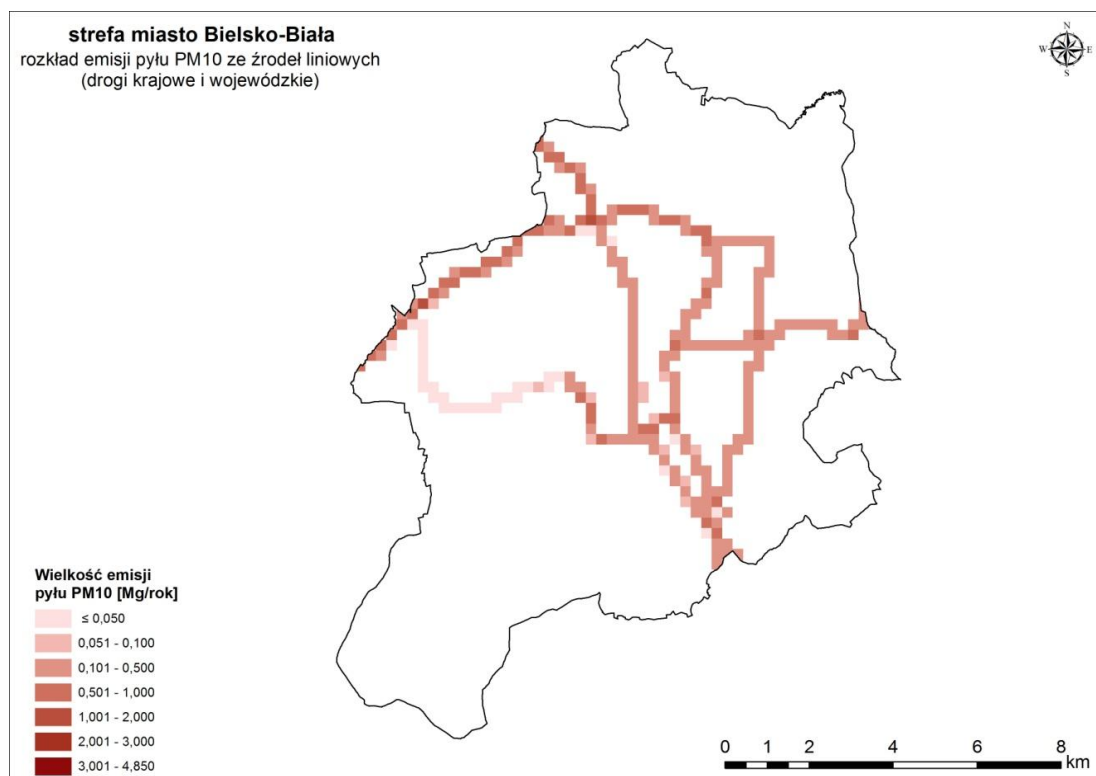 strefa miasto Bielsko-Biała
rozkład emisji pyłu PM10 ze źrodeł liniowych
(drogi krajowe i wojewódzkie)
N
W E
S
Wielkość emisji
pyłu PM10 [Mg/rok]
≤ 0,050
0,051 - 0,100
0,101 - 0,500
0,501 - 1,000
1,001 - 2,000
2,001 - 3,000
3,001 - 4,850
0 1 2 4 6 8
km